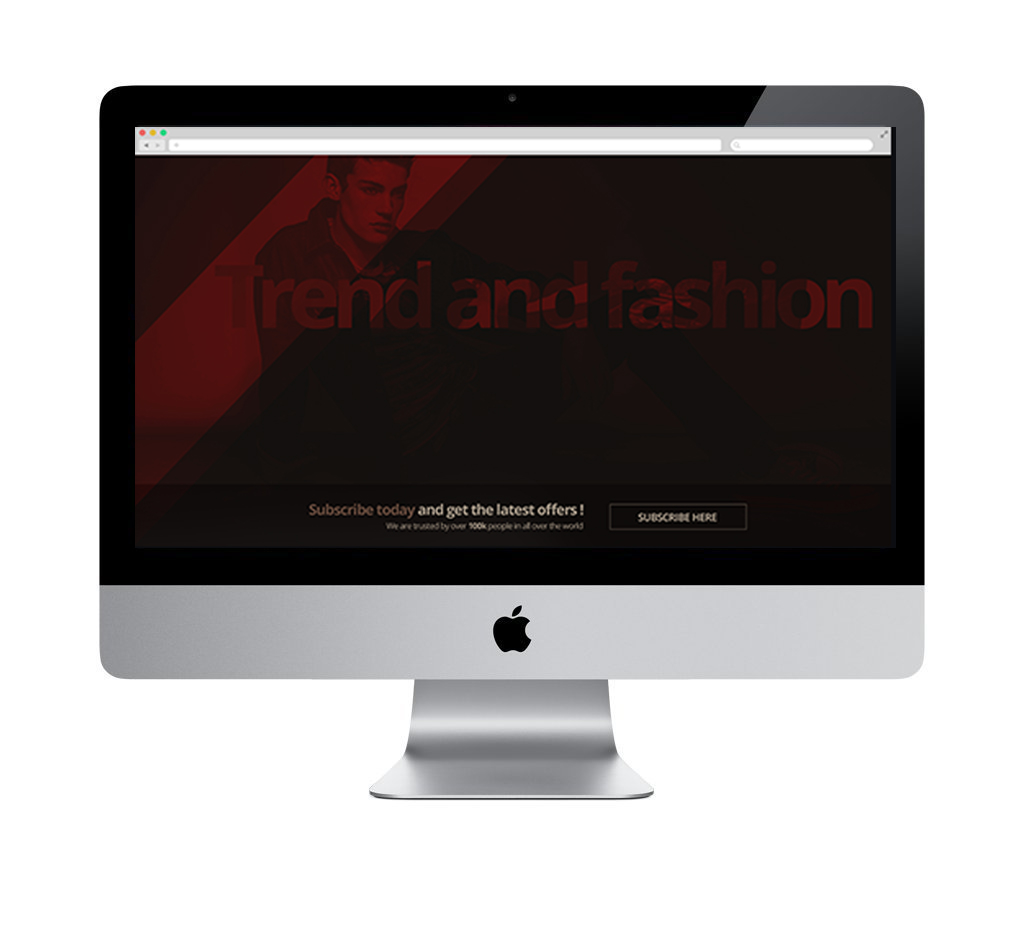 Trend and fashion
Subscribe today and get the latest offers !
We are trusted by over 100k people in all over the world
SUBSCRIBE HERE